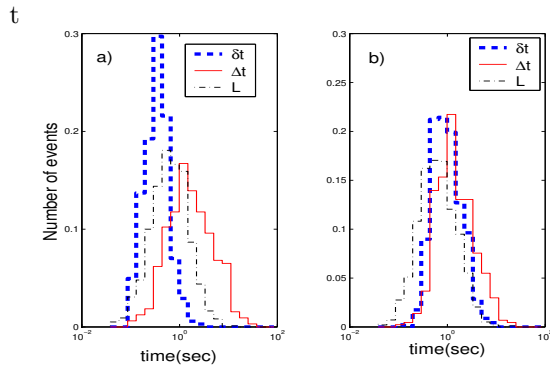 t
a)
δt
Δt
L
Number of events
0.3
0.2
0.1
0
10⁻²
10⁰
10²
time(sec)
b)
δt
Δt
L
0.3
0.25
0.2
0.15
0.1
0.05
0
10⁻²
10⁰
time(sec)